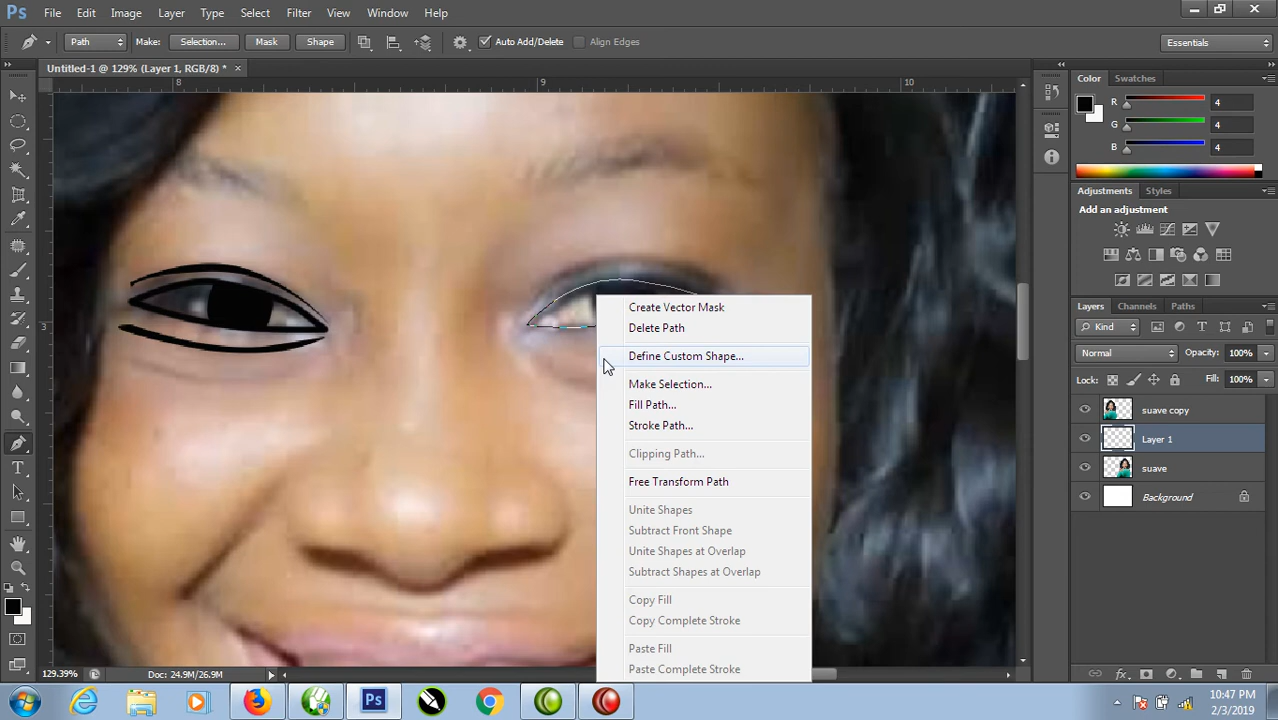 Ps File Edit Image Layer Type Select Filter View Window Help
Path Make: Selection... Mask Shape Auto Add/Delete Align Edges Essentials
Untitled-1 @ 129% (Layer 1, RGB/8) * ×
8 9 10
3
Color Swatches
R 4
G 4
B 4
Adjustments Styles
Add an adjustment
Layers Channels Paths
Kind
Normal Opacity: 100%
Lock: Fill: 100%
suave copy
Layer 1
suave
Background
Create Vector Mask
Delete Path
Define Custom Shape...
Make Selection...
Fill Path...
Stroke Path...
Clipping Path...
Free Transform Path
Unite Shapes
Subtract Front Shape
Unite Shapes at Overlap
Subtract Shapes at Overlap
Copy Fill
Copy Complete Stroke
Paste Fill
Paste Complete Stroke
129.39% Doc: 24.9M/26.9M
Ps
10:47 PM
2/3/2019